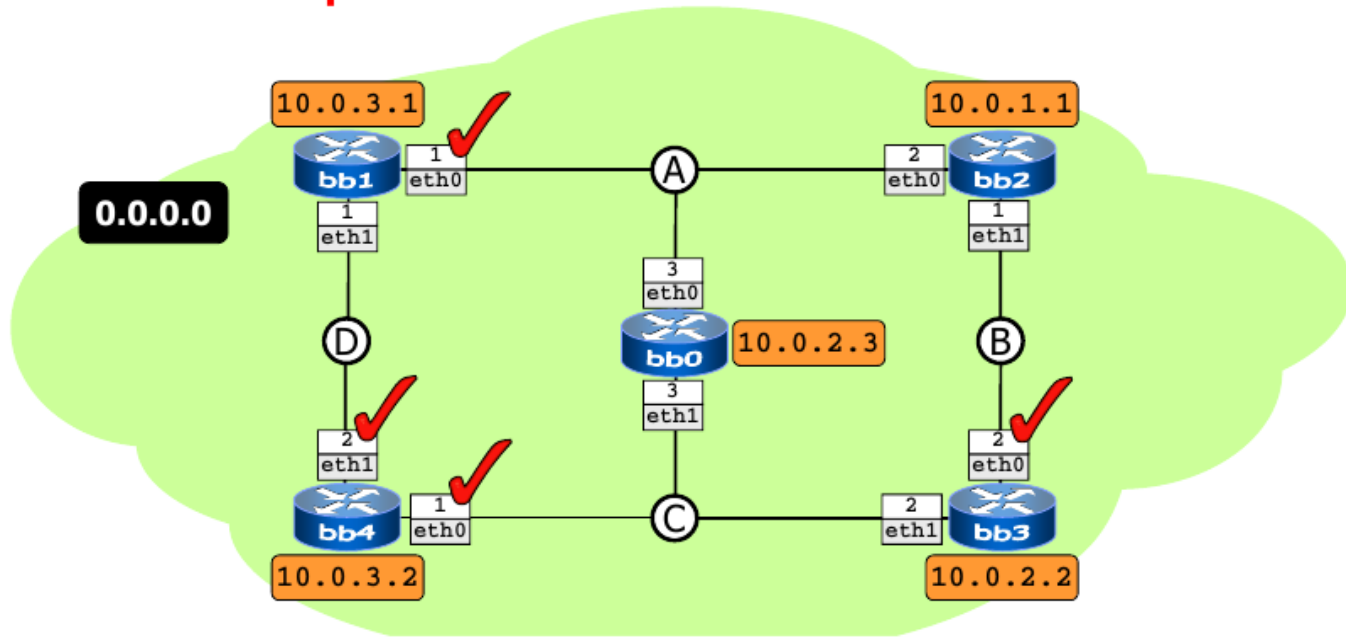 10.0.3.1
10.0.1.1
1
eth0
bb1
A
2
eth0
bb2
0.0.0.0
1
eth1
1
eth1
3
eth0
D
bb0
10.0.2.3
B
3
eth1
2
eth1
2
eth0
bb4
1
eth0
C
2
eth1
bb3
10.0.3.2
10.0.2.2